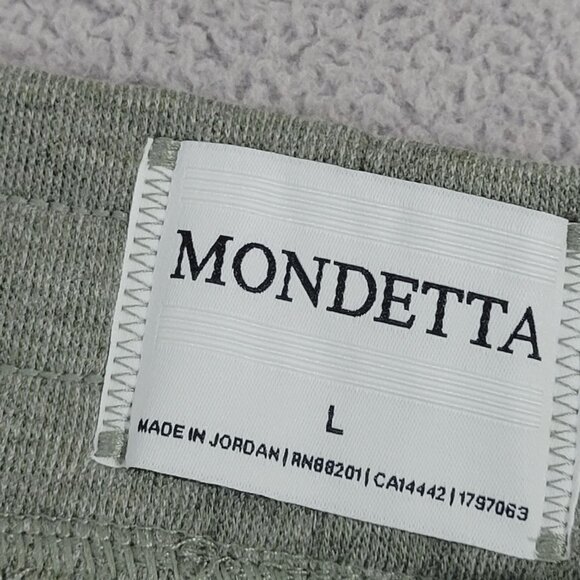 MONDETTA
L
MADE IN JORDAN | RN88201 | CA14442 | 1797063